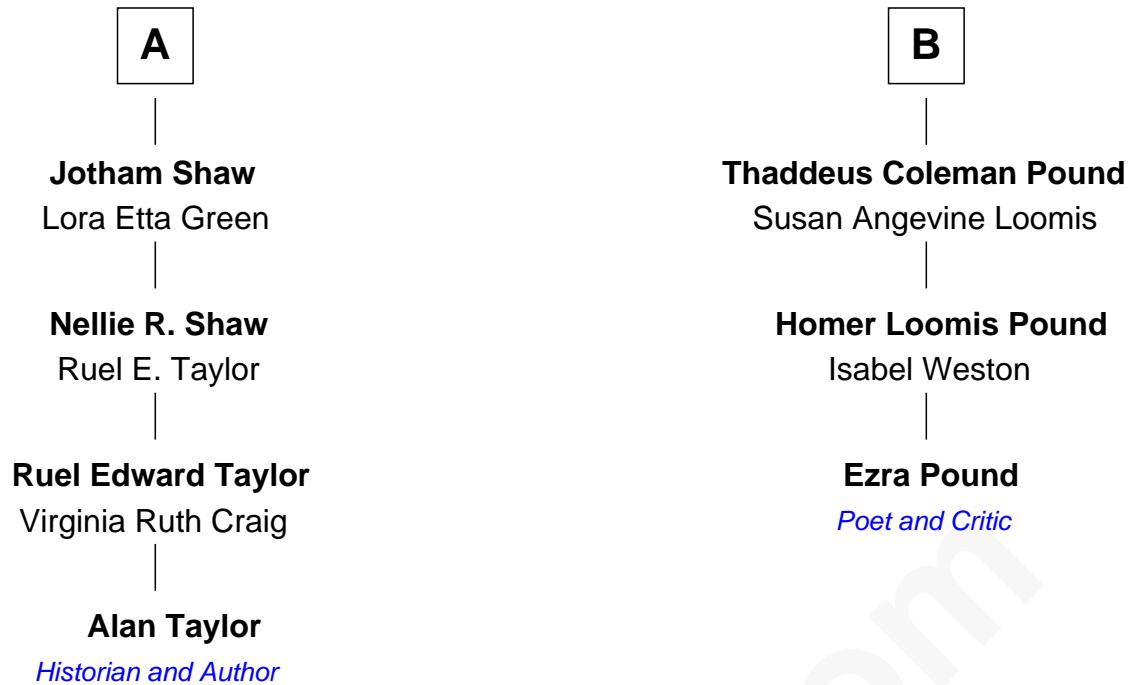 A
Jotham Shaw
Lora Etta Green
Nellie R. Shaw
Ruel E. Taylor
Ruel Edward Taylor
Virginia Ruth Craig
Alan Taylor
Historian and Author
B
Thaddeus Coleman Pound
Susan Angevine Loomis
Homer Loomis Pound
Isabel Weston
Ezra Pound
Poet and Critic
om